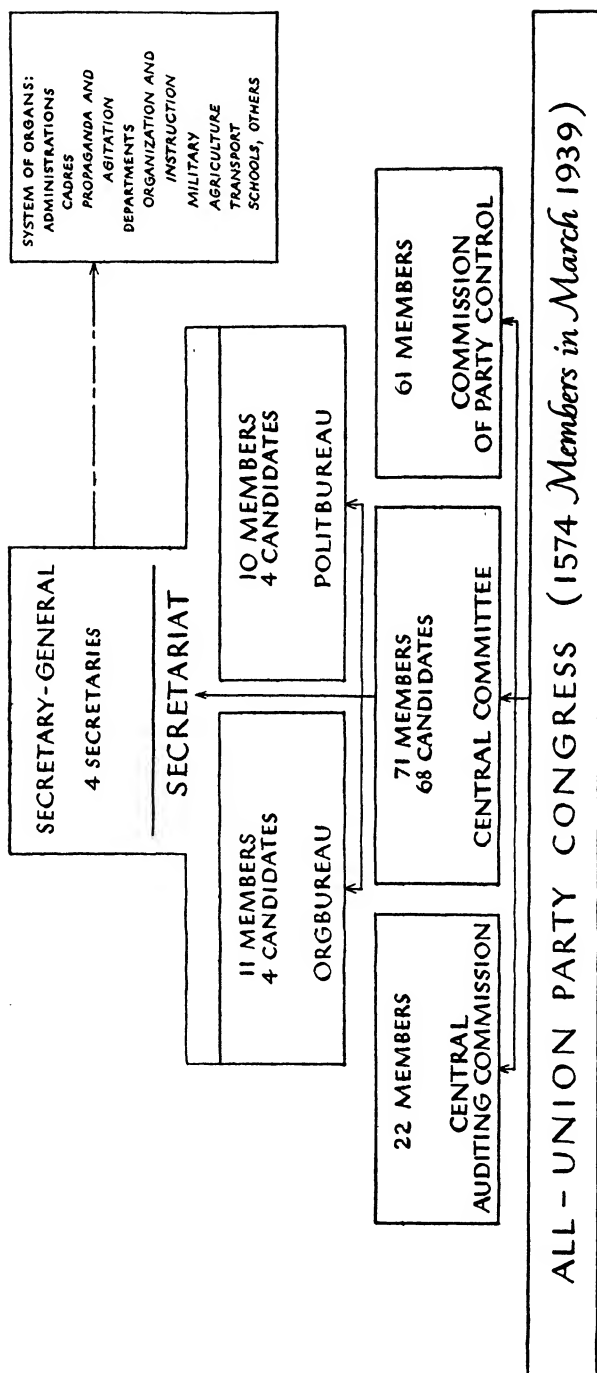 SYSTEM OF ORGANS:
ADMINISTRATIONS
CADRES
PROPAGANDA AND
AGITATION
DEPARTMENTS
ORGANIZATION AND
INSTRUCTION
MILITARY
AGRICULTURE
TRANSPORT
SCHOOLS, OTHERS
SECRETARY-GENERAL
4 SECRETARIES
SECRETARIAT
11 MEMBERS
4 CANDIDATES
ORGBUREAU
10 MEMBERS
4 CANDIDATES
POLITBUREAU
22 MEMBERS
CENTRAL
AUDITING COMMISSION
71 MEMBERS
68 CANDIDATES
CENTRAL COMMITTEE
61 MEMBERS
COMMISSION
OF PARTY CONTROL
ALL-UNION PARTY CONGRESS (1574 Members in March 1939)